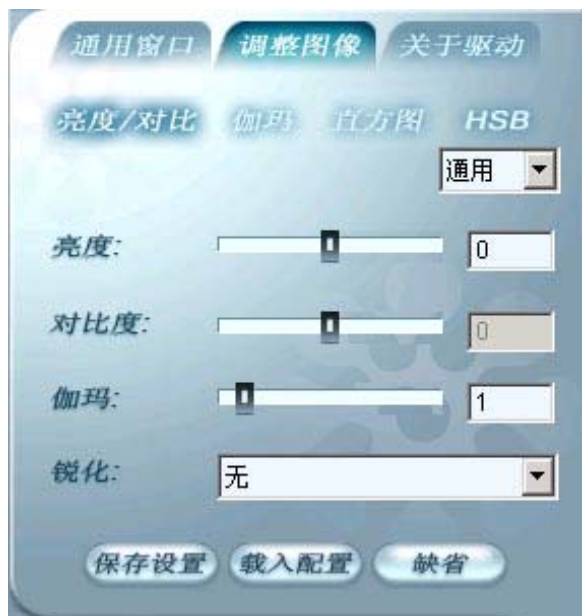 通用窗口 调整图像 关于驱动
亮度/对比 伽玛 直方图 HSB
通用
亮度: 0
对比度: 0
伽玛: 1
锐化: 无
保存设置 载入配置 缺省